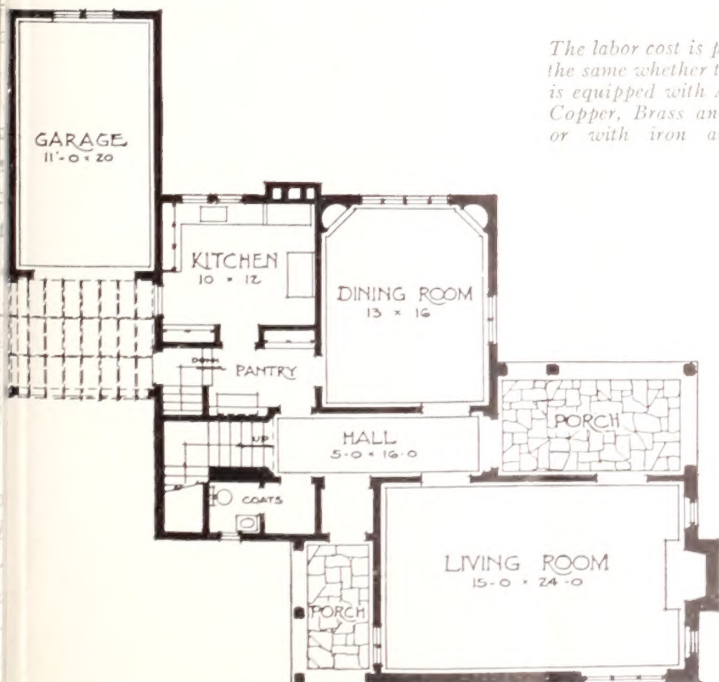 The labor cost is p
the same whether t
is equipped with
Copper, Brass an
or with iron a
GARAGE
11'-0 × 20
KITCHEN
10 × 12
DINING ROOM
13 × 16
DOWN
PANTRY
PORCH
UP
HALL
5-0 × 16-0
COATS
LIVING ROOM
15-0 × 24-0
PORCH